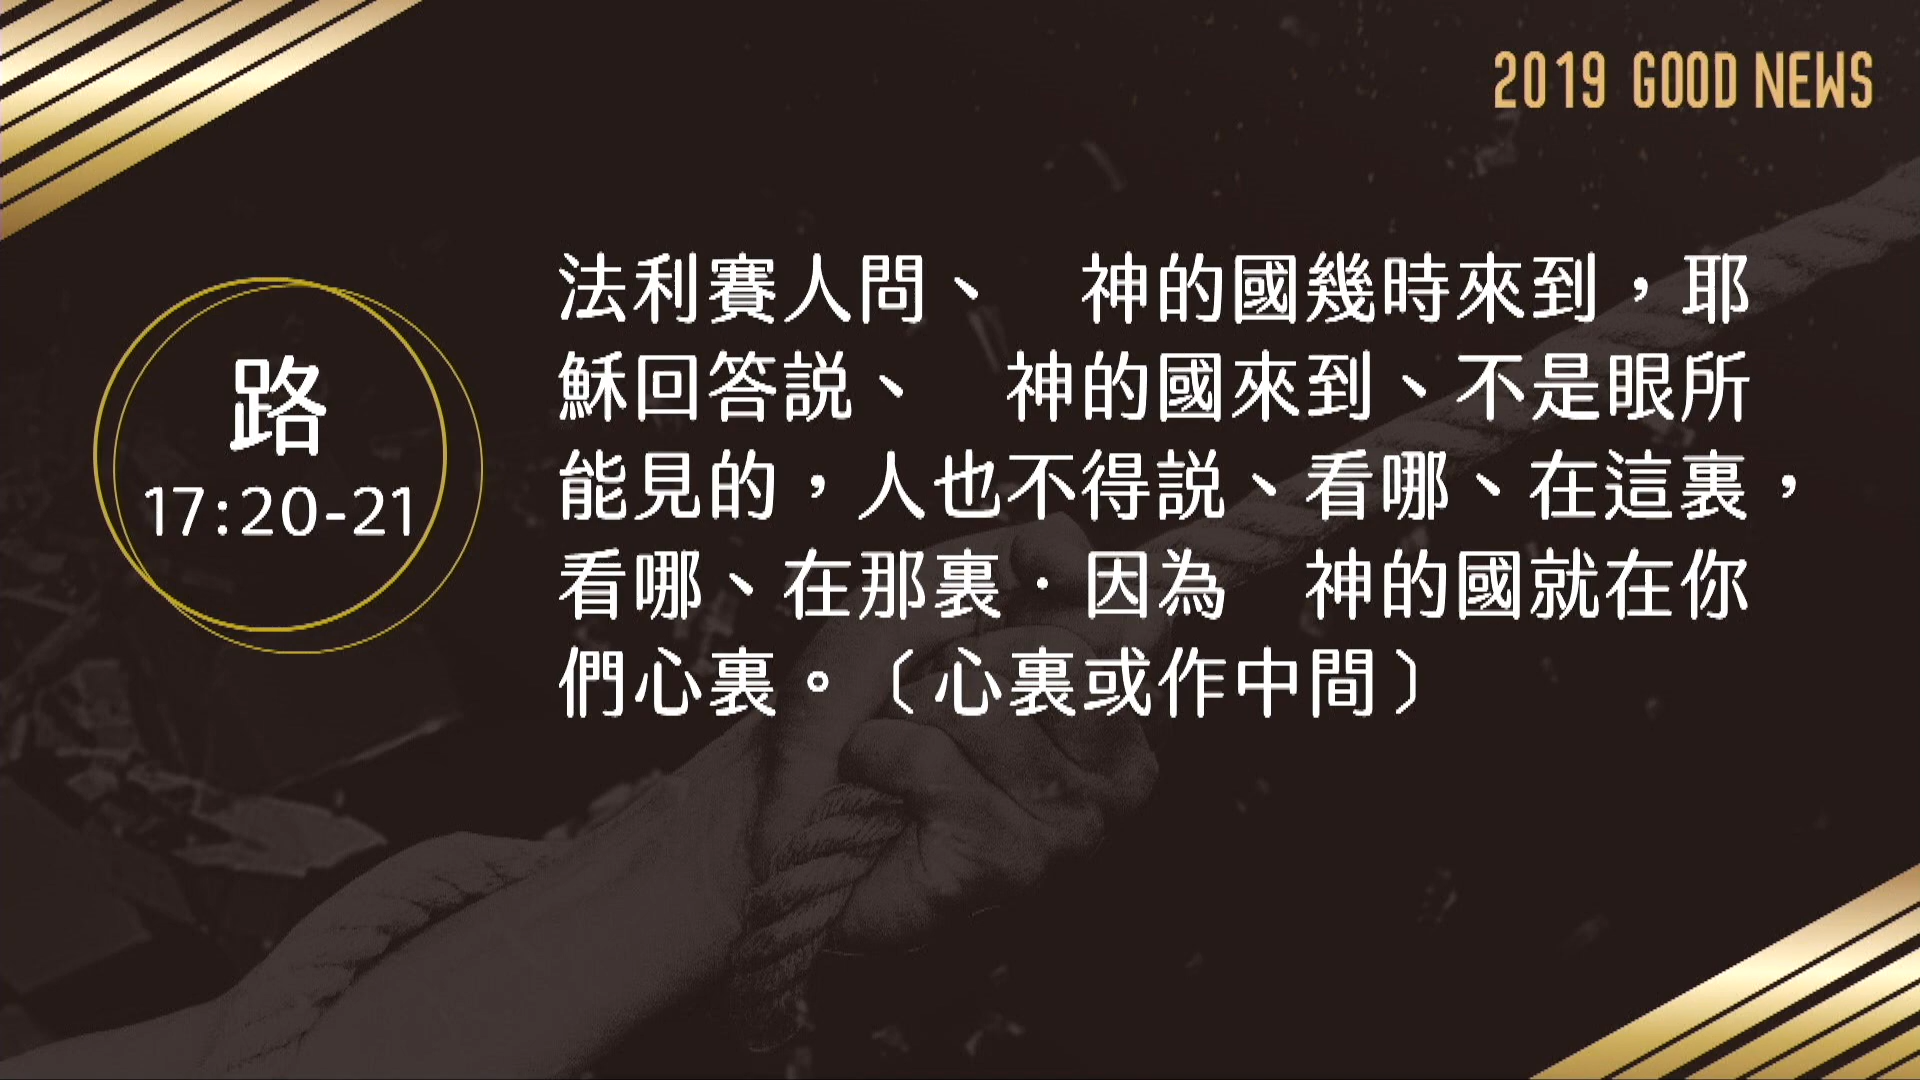 2019 GOOD NEWS
路
17:20-21
法利賽人問、　神的國幾時來到，耶
穌回答説、　神的國來到、不是眼所
能見的，人也不得説、看哪、在這裏，
看哪、在那裏．因為　神的國就在你
們心裏。〔心裏或作中間〕